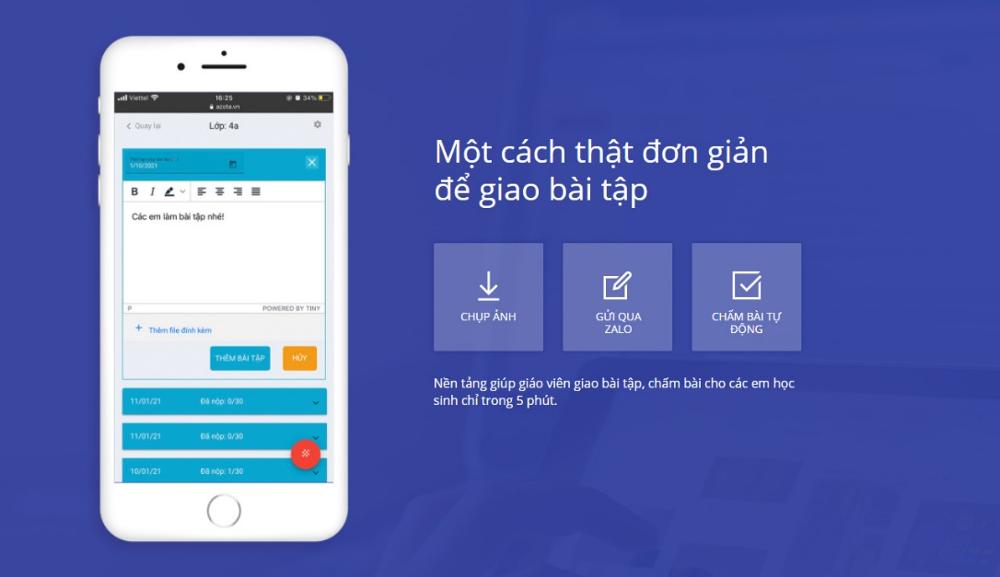 Viettel
16:25
34%
azota.vn
Quay lại
Lớp: 4a
1/10/2021
B I
Các em làm bài tập nhé!
P
POWERED BY TINY
+ Thêm file đính kèm
THÊM BÀI TẬP
HỦY
11/01/21 Đã nộp: 0/30
11/01/21 Đã nộp: 0/30
10/01/21 Đã nộp: 1/30
Một cách thật đơn giản
để giao bài tập
CHỤP ẢNH
GỬI QUA
ZALO
CHẤM BÀI TỰ
ĐỘNG
Nền tảng giúp giáo viên giao bài tập, chấm bài cho các em học
sinh chỉ trong 5 phút.